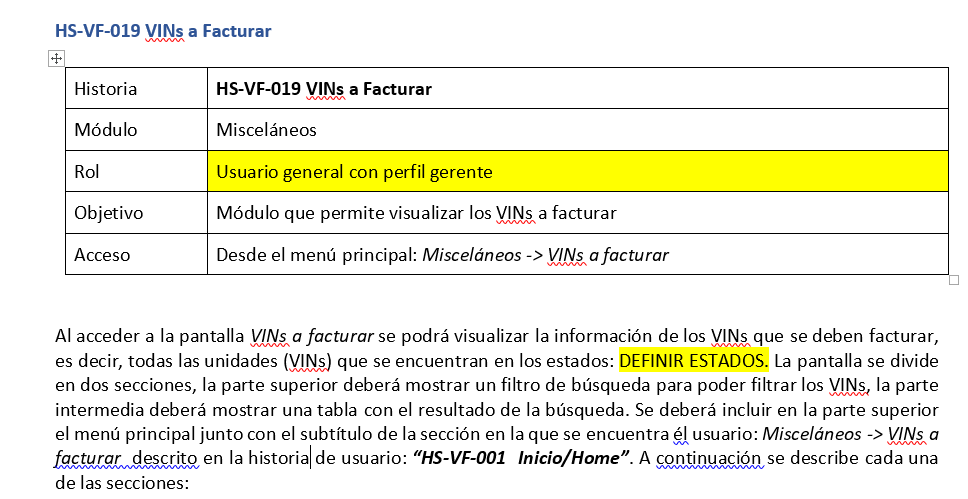 HS-VF-019 VINs a Facturar
Historia HS-VF-019 VINs a Facturar
Módulo Misceláneos
Rol Usuario general con perfil gerente
Objetivo Módulo que permite visualizar los VINs a facturar
Acceso Desde el menú principal: Misceláneos -> VINs a facturar
Al acceder a la pantalla VINs a facturar se podrá visualizar la información de los VINs que se deben facturar,
es decir, todas las unidades (VINs) que se encuentran en los estados: DEFINIR ESTADOS. La pantalla se divide
en dos secciones, la parte superior deberá mostrar un filtro de búsqueda para poder filtrar los VINs, la parte
intermedia deberá mostrar una tabla con el resultado de la búsqueda. Se deberá incluir en la parte superior
el menú principal junto con el subtítulo de la sección en la que se encuentra él usuario: Misceláneos -> VINs a
facturar descrito en la historia de usuario: “HS-VF-001 Inicio/Home”. A continuación se describe cada una
de las secciones: